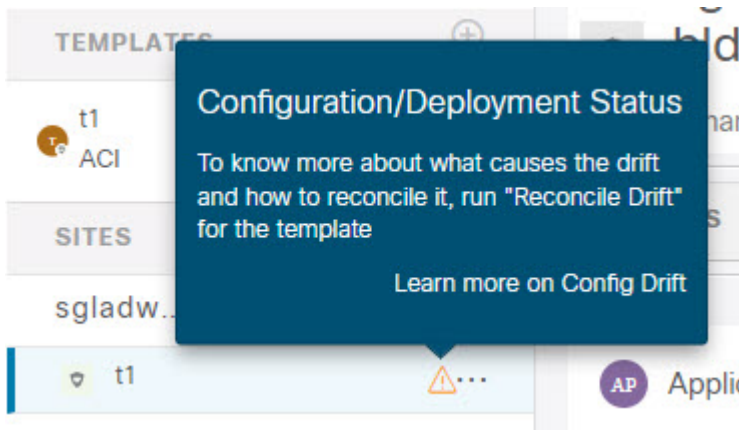 TEMPLATES
t1
ACI
SITES
sgladw...
t1
Configuration/Deployment Status
To know more about what causes the drift
and how to reconcile it, run "Reconcile Drift"
for the template
Learn more on Config Drift
AP
Applic